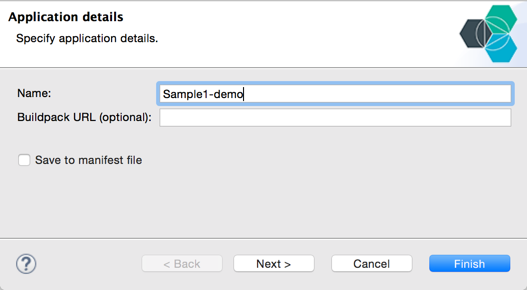 Application details
Specify application details.
Name: Sample1-demo
Buildpack URL (optional):
Save to manifest file
? < Back Next > Cancel Finish